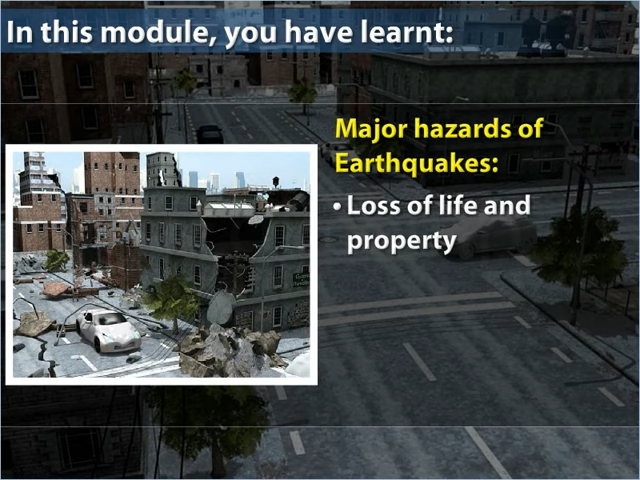 In this module, you have learnt:
Major hazards of
Earthquakes:
• Loss of life and
property